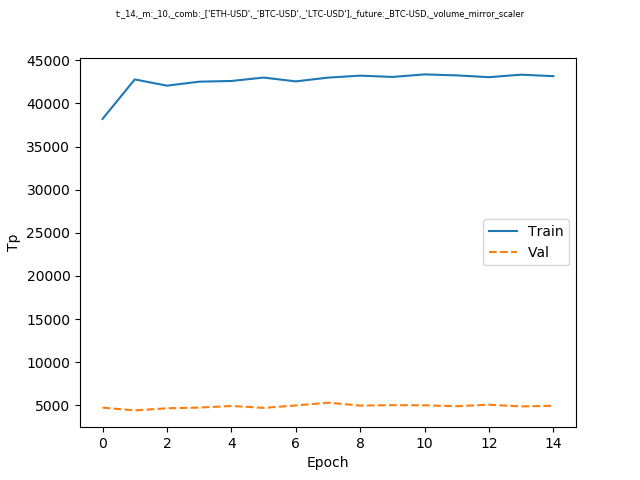 t:_14,_m:_10,_comb:_['ETH-USD',_'BTC-USD',_'LTC-USD'],_future:_BTC-USD,_volume_mirror_scaler
45000
40000
35000
30000
25000
20000
15000
10000
5000
Tp
Train
Val
0 2 4 6 8 10 12 14
Epoch